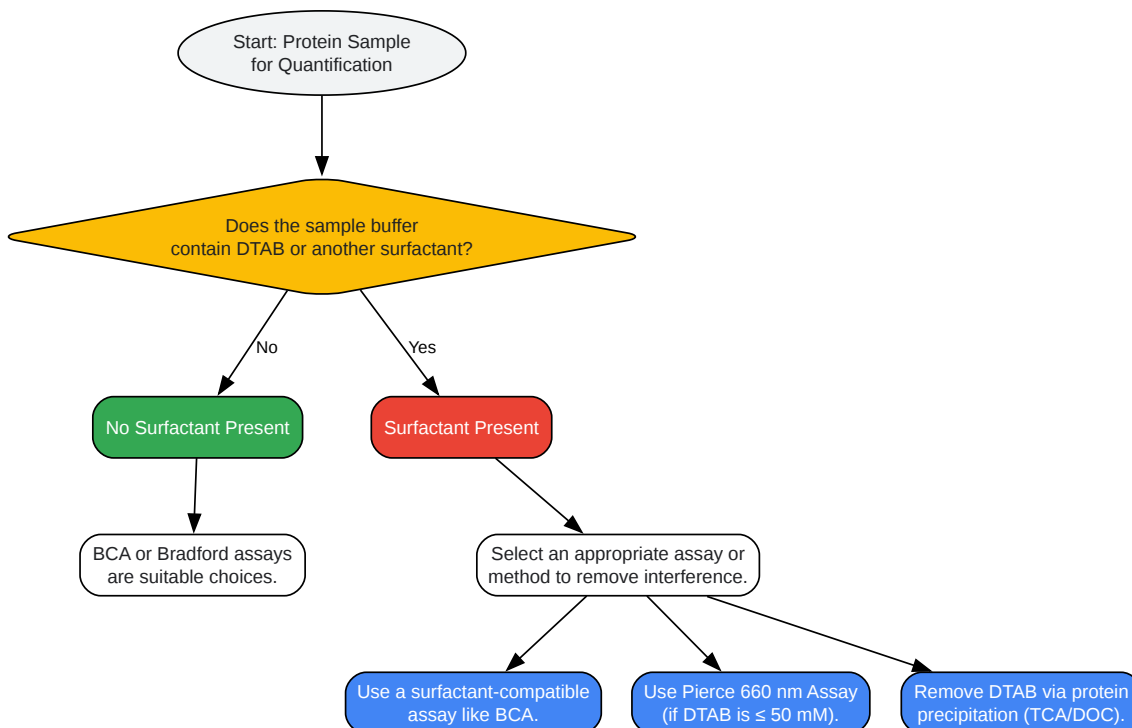 Start: Protein Sample
for Quantification
Does the sample buffer
contain DTAB or another surfactant?
No
Yes
No Surfactant Present
Surfactant Present
BCA or Bradford assays
are suitable choices.
Select an appropriate assay or
method to remove interference.
Use a surfactant-compatible
assay like BCA.
Use Pierce 660 nm Assay
(if DTAB is ≤ 50 mM).
Remove DTAB via protein
precipitation (TCA/DOC).